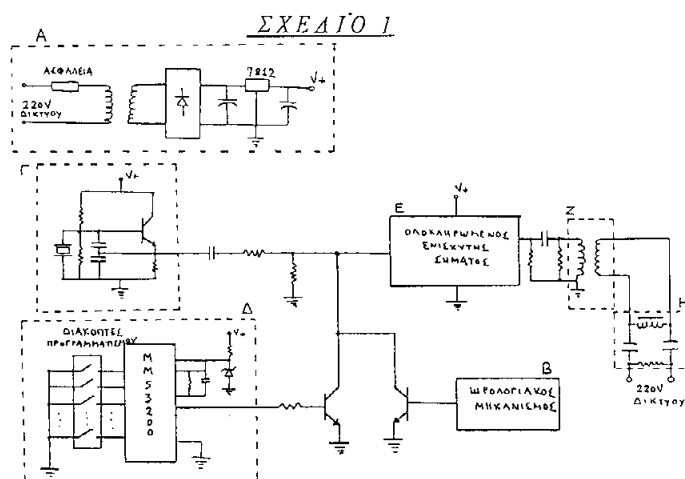 ΣΧΕΔΙΟ 1
Α
ΑΣΦΑΛΕΙΑ
220V
ΔΙΚΤΥΟΥ
7812
V+
Γ
V+
Ε
V+
ΟΛΟΚΛΗΡΩΜΕΝΟΣ
ΕΝΙΣΧΥΤΗΣ
ΣΗΜΑΤΟΣ
Ζ
Δ
ΔΙΑΚΟΠΤΕΣ
ΠΡΟΓΡΑΜΜΑΤΙΣΜΟΥ
MM53200
V+
Β
ΩΡΟΛΟΓΙΑΚΟΣ
ΜΗΧΑΝΙΣΜΟΣ
220V
ΔΙΚΤΥΟΥ